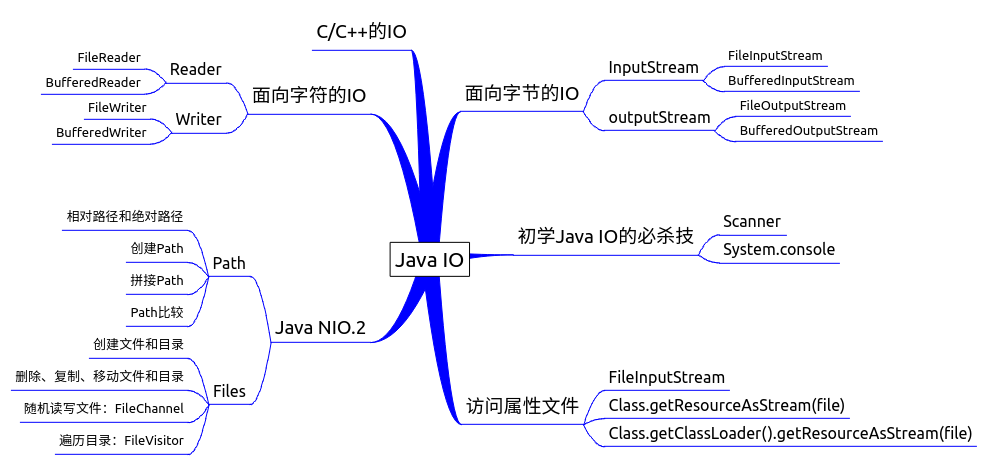 C/C++的IO
面向字符的IO
Reader
FileReader
BufferedReader
Writer
FileWriter
BufferedWriter
面向字节的IO
InputStream
FileInputStream
BufferedInputStream
outputStream
FileOutputStream
BufferedOutputStream
Java IO
初学Java IO的必杀技
Scanner
System.console
Java NIO.2
Path
相对路径和绝对路径
创建Path
拼接Path
Path比较
Files
创建文件和目录
删除、复制、移动文件和目录
随机读写文件：FileChannel
遍历目录：FileVisitor
访问属性文件
FileInputStream
Class.getResourceAsStream(file)
Class.getClassLoader().getResourceAsStream(file)